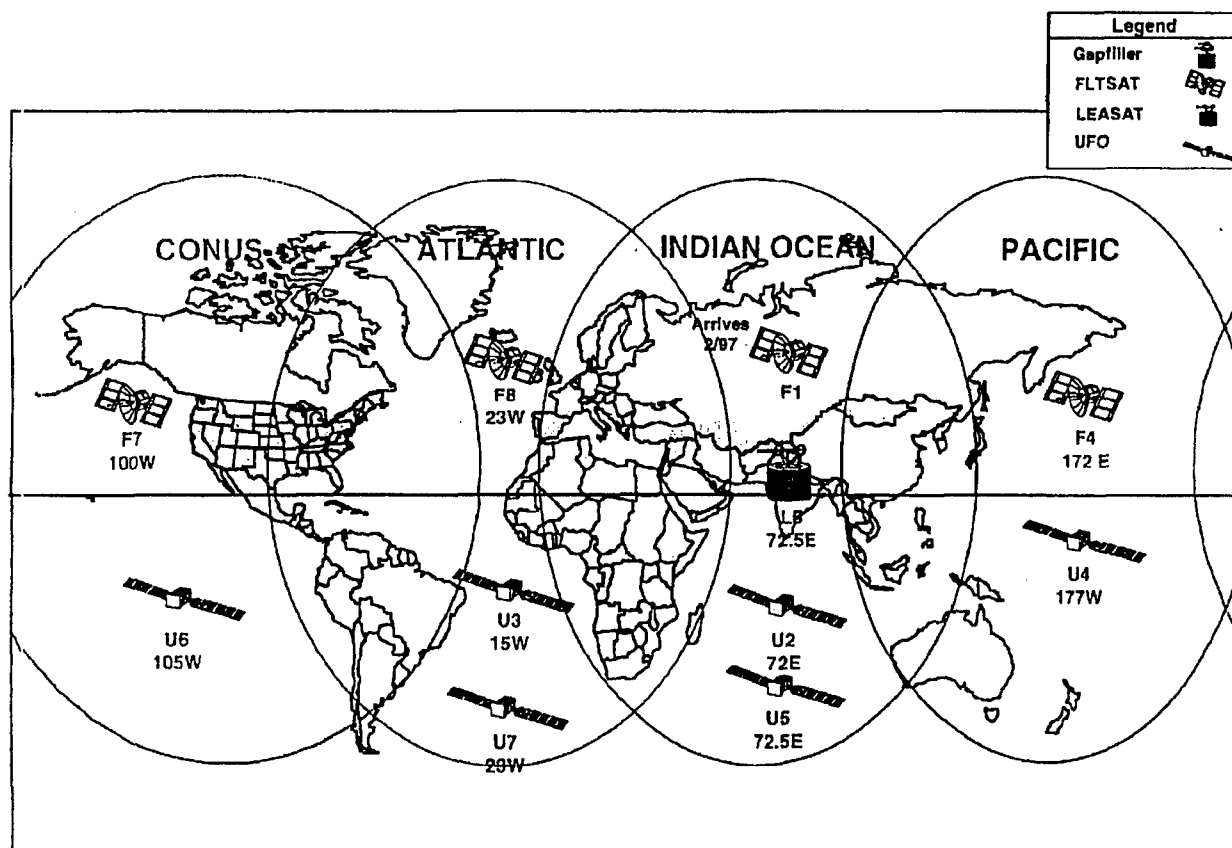 Legend
Gapfiller
FLTSAT
LEASAT
UFO
CONUS
ATLANTIC
INDIAN OCEAN
PACIFIC
Arrives
2/97
F1
F8
23W
F7
100W
F4
172 E
72.5E
U4
177W
U3
15W
U6
105W
U2
72E
U5
72.5E
U7